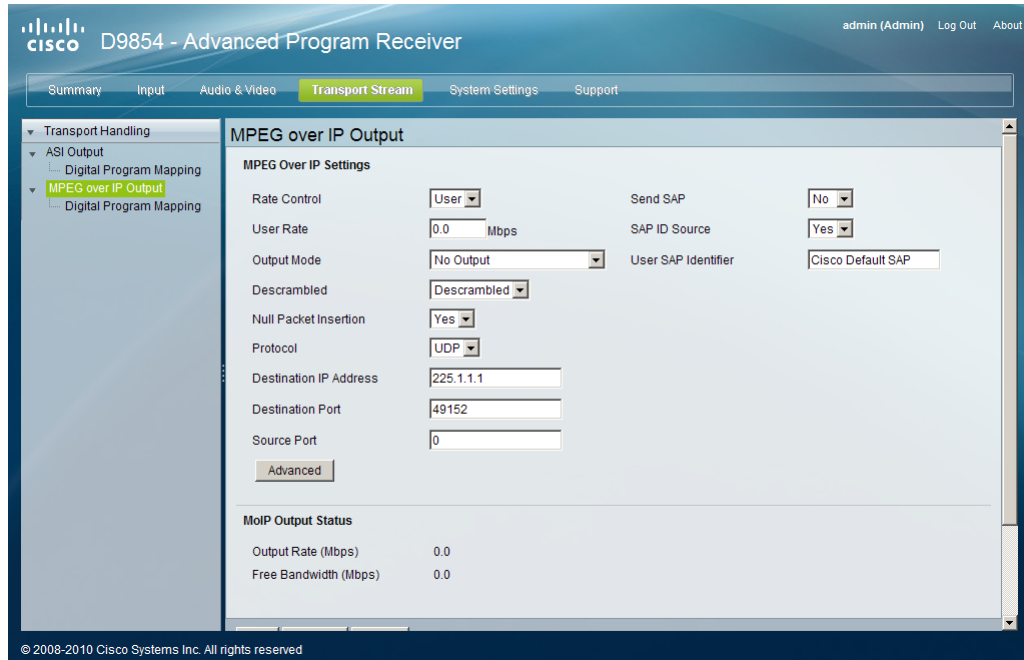 CISCO
D9854 - Advanced Program Receiver
admin (Admin) Log Out About
Summary Input Audio & Video Transport Stream System Settings Support
Transport Handling
ASI Output
Digital Program Mapping
MPEG over IP Output
Digital Program Mapping
MPEG over IP Output
MPEG Over IP Settings
Rate Control User Send SAP No
User Rate 0.0 Mbps SAP ID Source Yes
Output Mode No Output User SAP Identifier Cisco Default SAP
Descrambled Descrambled
Null Packet Insertion Yes
Protocol UDP
Destination IP Address 225.1.1.1
Destination Port 49152
Source Port 0
Advanced
MoIP Output Status
Output Rate (Mbps) 0.0
Free Bandwidth (Mbps) 0.0
© 2008-2010 Cisco Systems Inc. All rights reserved